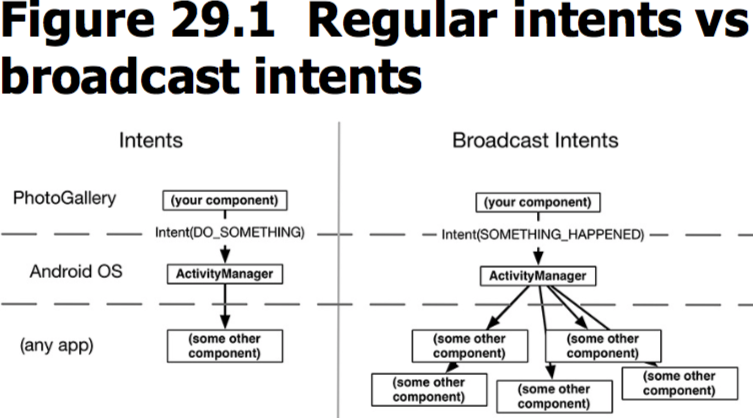 Figure 29.1 Regular intents vs
broadcast intents
Intents
Broadcast Intents
PhotoGallery
(your component)
(your component)
Intent(DO_SOMETHING)
Intent(SOMETHING_HAPPENED)
Android OS
ActivityManager
ActivityManager
(any app)
(some other
component)
(some other
component)
(some other
component)
(some other
component)
(some other
component)
(some other
component)